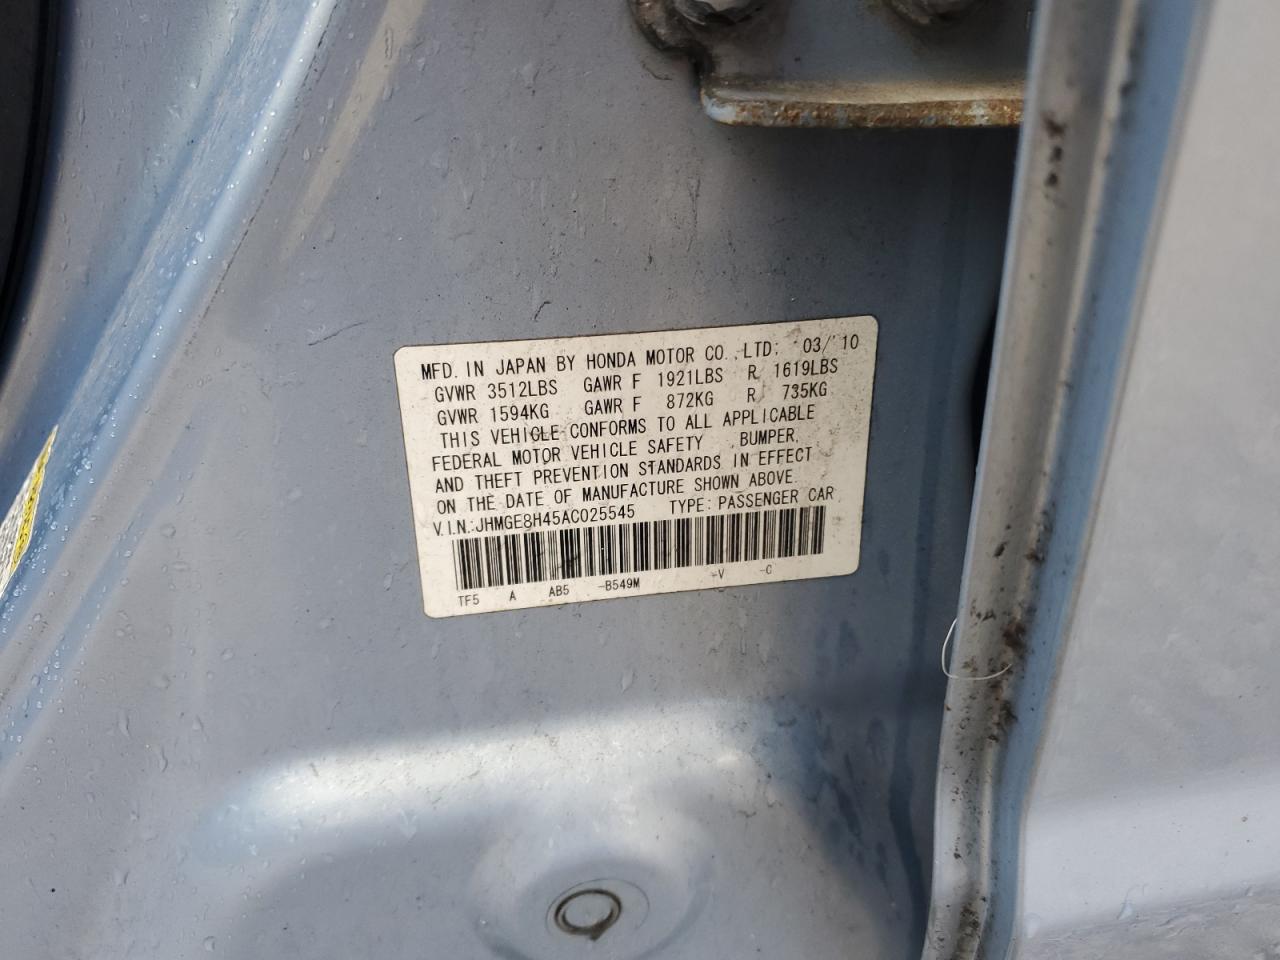 MFD. IN JAPAN BY HONDA MOTOR CO.,LTD; 03/'10
GVWR 3512LBS GAWR F 1921LBS R 1619LBS
GVWR 1594KG GAWR F 872KG R 735KG
THIS VEHICLE CONFORMS TO ALL APPLICABLE
FEDERAL MOTOR VEHICLE SAFETY, BUMPER,
AND THEFT PREVENTION STANDARDS IN EFFECT
ON THE DATE OF MANUFACTURE SHOWN ABOVE.
V.I.N.:JHMGE8H45AC025545 TYPE: PASSENGER CAR
TF5 A AB5 -B549M -V -C